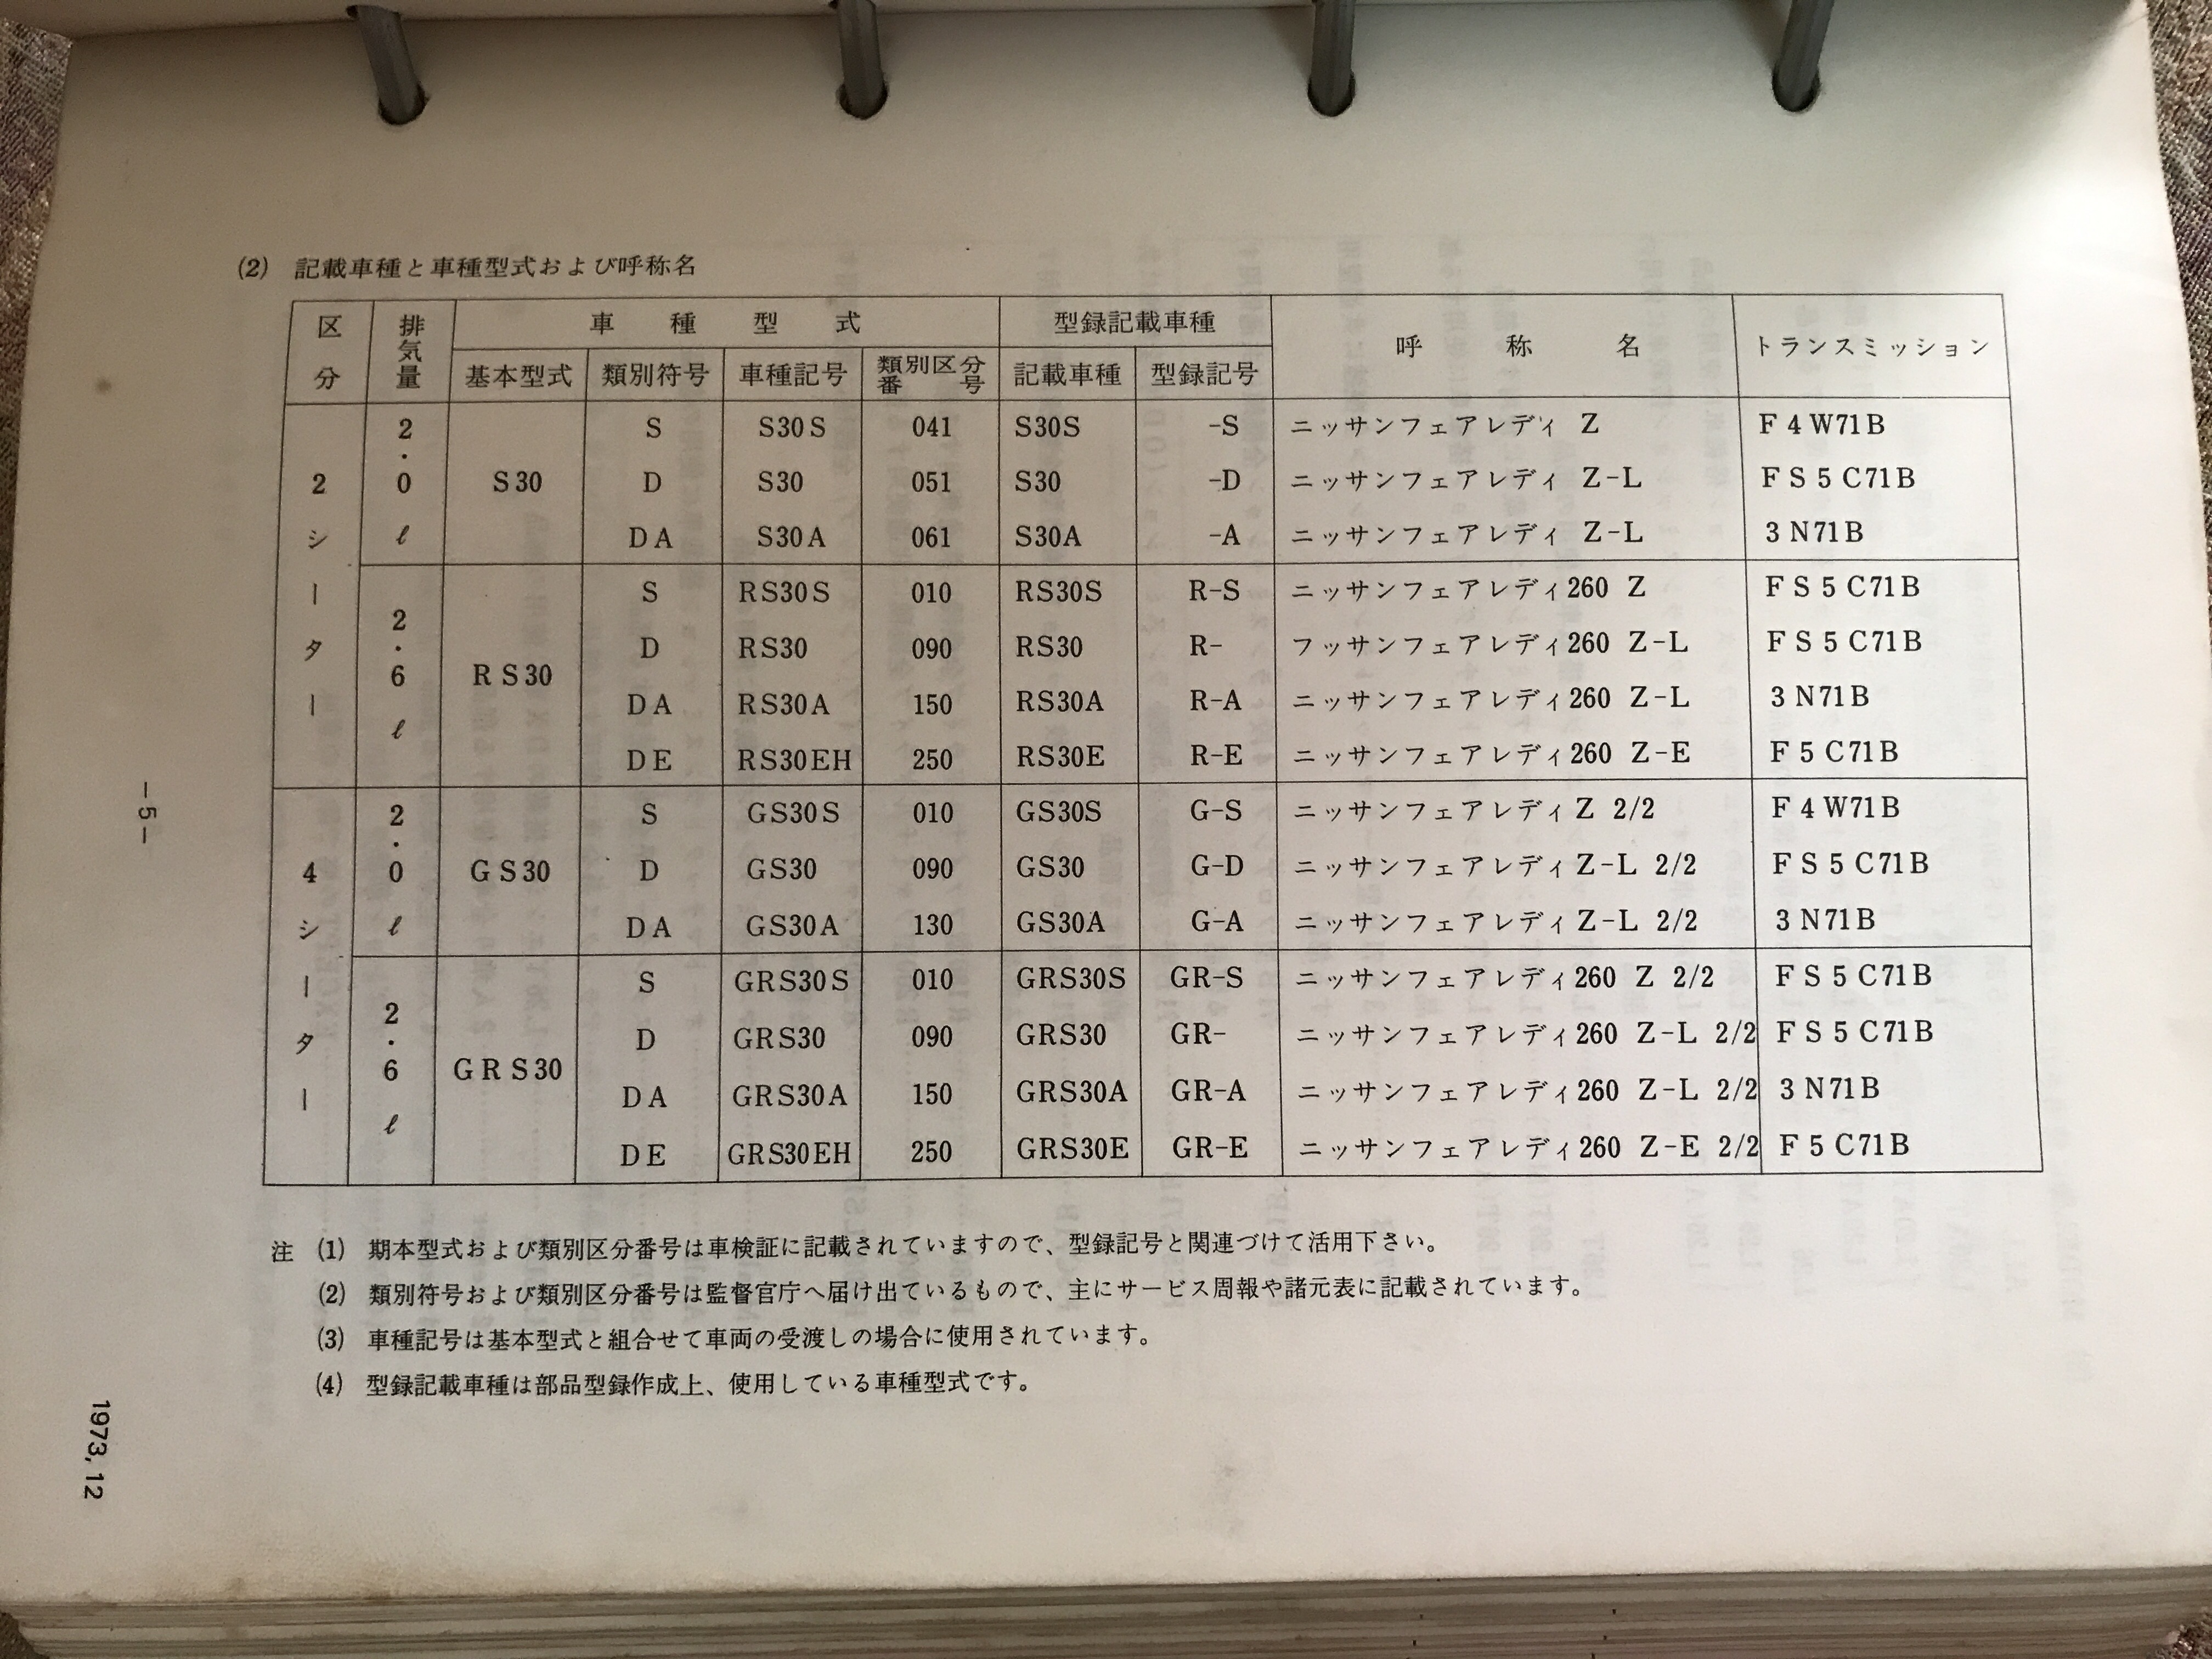 (2) 記載車種と車種型式および呼称名
区分 排気量 車種型式 型録記載車種 呼称名 トランスミッション
基本型式 類別符号 車種記号 類別区分番号 記載車種 型録記号
2シーター 2.0ℓ S30 S S30S 041 S30S -S ニッサンフェアレディ Z F4W71B
D S30 051 S30 -D ニッサンフェアレディ Z-L FS5C71B
DA S30A 061 S30A -A ニッサンフェアレディ Z-L 3N71B
2.6ℓ RS30 S RS30S 010 RS30S R-S ニッサンフェアレディ260 Z FS5C71B
D RS30 090 RS30 R- フッサンフェアレディ260 Z-L FS5C71B
DA RS30A 150 RS30A R-A ニッサンフェアレディ260 Z-L 3N71B
DE RS30EH 250 RS30E R-E ニッサンフェアレディ260 Z-E F5C71B
4シーター 2.0ℓ GS30 S GS30S 010 GS30S G-S ニッサンフェアレディZ 2/2 F4W71B
D GS30 090 GS30 G-D ニッサンフェアレディZ-L 2/2 FS5C71B
DA GS30A 130 GS30A G-A ニッサンフェアレディZ-L 2/2 3N71B
2.6ℓ GRS30 S GRS30S 010 GRS30S GR-S ニッサンフェアレディ260 Z 2/2 FS5C71B
D GRS30 090 GRS30 GR- ニッサンフェアレディ260 Z-L 2/2 FS5C71B
DA GRS30A 150 GRS30A GR-A ニッサンフェアレディ260 Z-L 2/2 3N71B
DE GRS30EH 250 GRS30E GR-E ニッサンフェアレディ260 Z-E 2/2 F5C71B
注 (1) 期本型式および類別区分番号は車検証に記載されていますので、型録記号と関連づけて活用下さい。
(2) 類別符号および類別区分番号は監督官庁へ届け出ているもので、主にサービス周報や諸元表に記載されています。
(3) 車種記号は基本型式と組合せて車両の受渡しの場合に使用されています。
(4) 型録記載車種は部品型録作成上、使用している車種型式です。
—5—
1973, 12